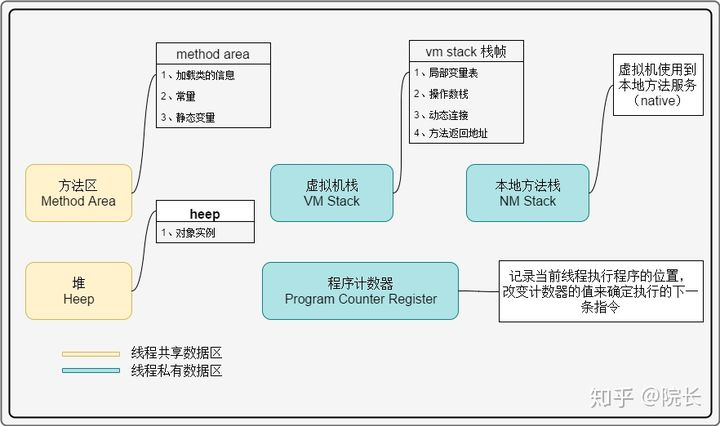 method area
1、加载类的信息
2、常量
3、静态变量
vm stack 栈帧
1、局部变量表
2、操作数栈
3、动态连接
4、方法返回地址
虚拟机使用到
本地方法服务
（native）
方法区
Method Area
虚拟机栈
VM Stack
本地方法栈
NM Stack
heep
1、对象实例
堆
Heep
程序计数器
Program Counter Register
记录当前线程执行程序的位置，
改变计数器的值来确定执行的下一
条指令
线程共享数据区
线程私有数据区
知乎 @院长